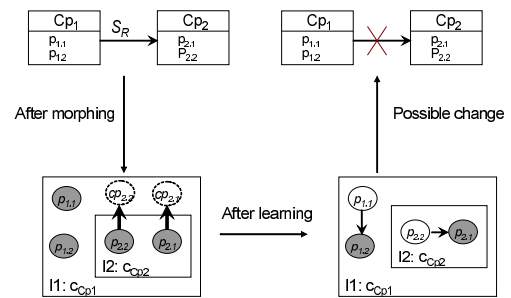 Cp1
p1.1
p1.2
SR
Cp2
p2.1
P2.2
Cp1
p1.1
p1.2
Cp2
p2.1
P2.2
After morphing
Possible change
p1.1
cp2.2
cp2.1
p1.2
p2.2
p2.1
I2: cCp2
I1: cCp1
After learning
p1.1
p1.2
p2.2
p2.1
I2: cCp2
I1: cCp1